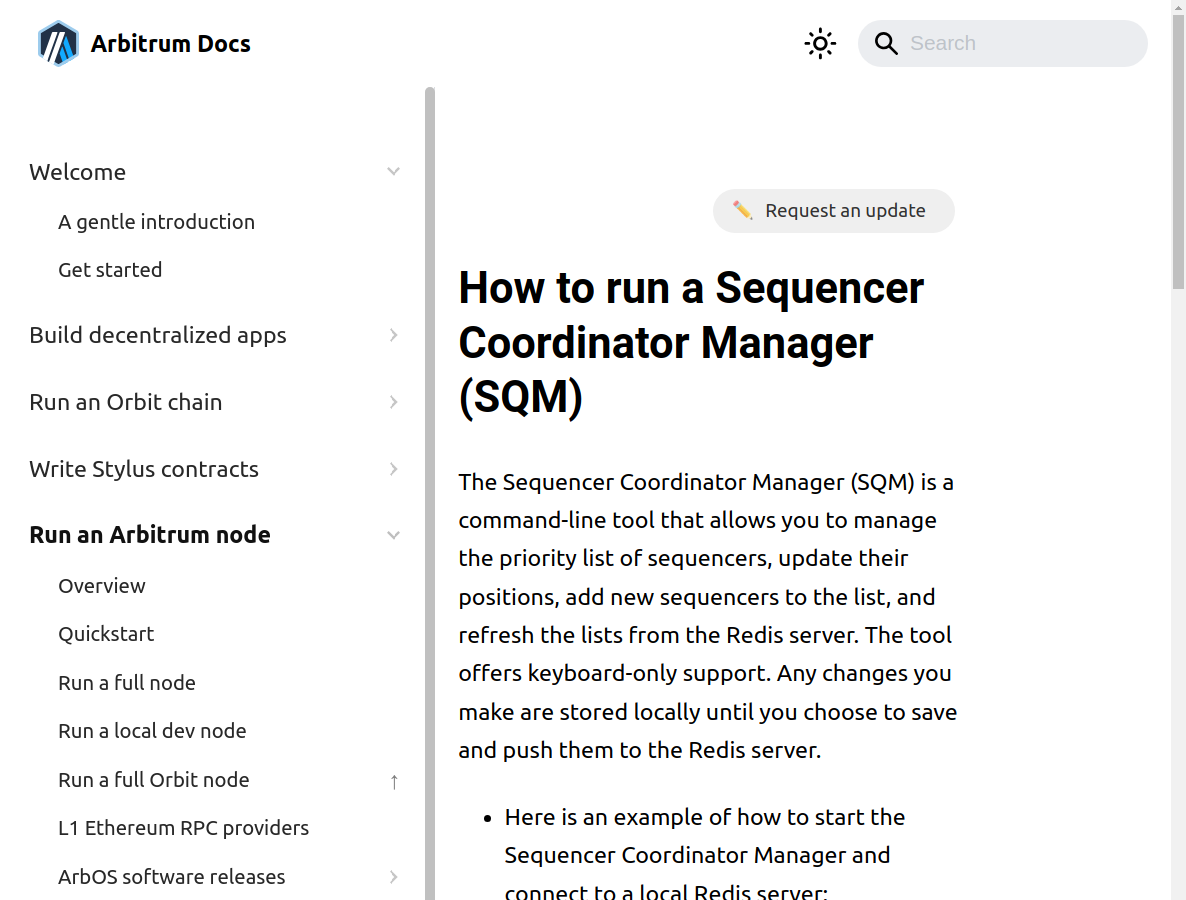 Arbitrum Docs
Search
Welcome
A gentle introduction
Get started
Build decentralized apps
Run an Orbit chain
Write Stylus contracts
Run an Arbitrum node
Overview
Quickstart
Run a full node
Run a local dev node
Run a full Orbit node ↑
L1 Ethereum RPC providers
ArbOS software releases
Request an update
How to run a Sequencer
Coordinator Manager
(SQM)
The Sequencer Coordinator Manager (SQM) is a
command-line tool that allows you to manage
the priority list of sequencers, update their
positions, add new sequencers to the list, and
refresh the lists from the Redis server. The tool
offers keyboard-only support. Any changes you
make are stored locally until you choose to save
and push them to the Redis server.
• Here is an example of how to start the
Sequencer Coordinator Manager and
connect to a local Redis server: